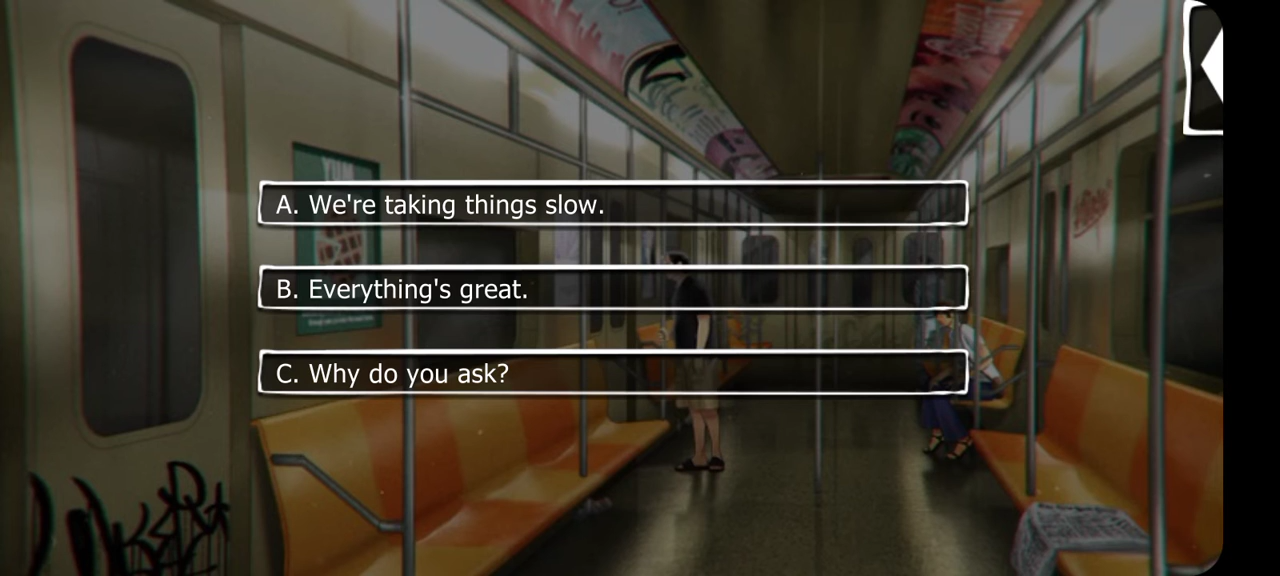 A. We're taking things slow.
B. Everything's great.
C. Why do you ask?